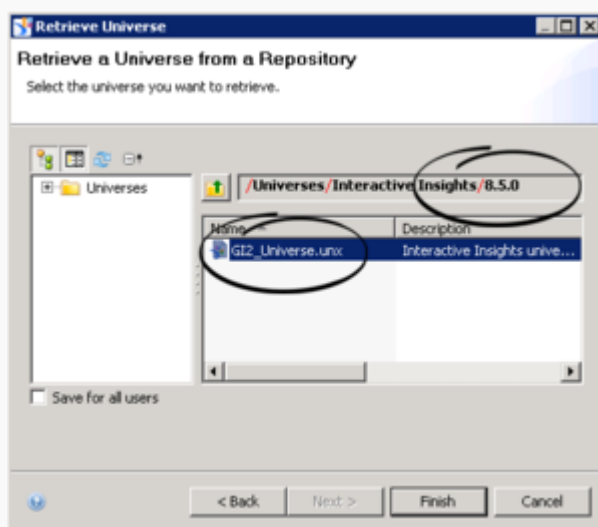 Retrieve Universe
Retrieve a Universe from a Repository
Select the universe you want to retrieve.
/Universes/Interactive Insights/8.5.0
Universes
Name Description
GI2_Universe.unx Interactive Insights unive...
Save for all users
< Back Next > Finish Cancel